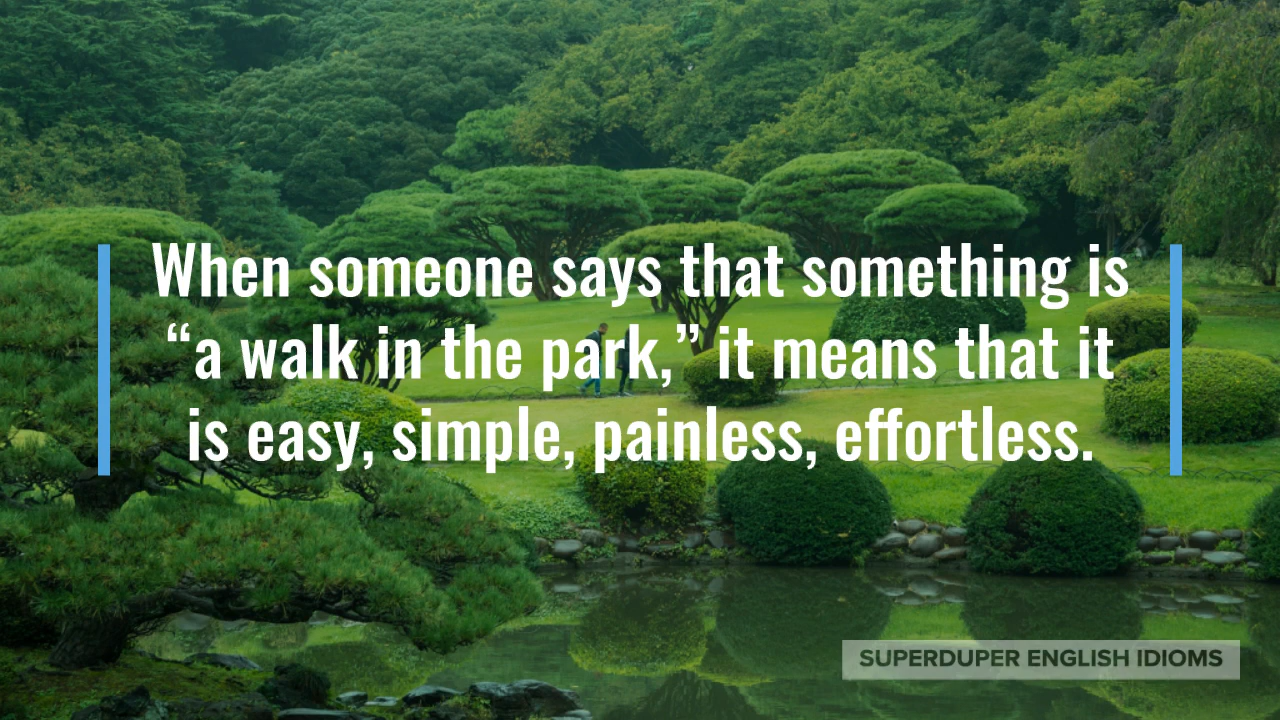 When someone says that something is
“a walk in the park,” it means that it
is easy, simple, painless, effortless.
SUPERDUPER ENGLISH IDIOMS